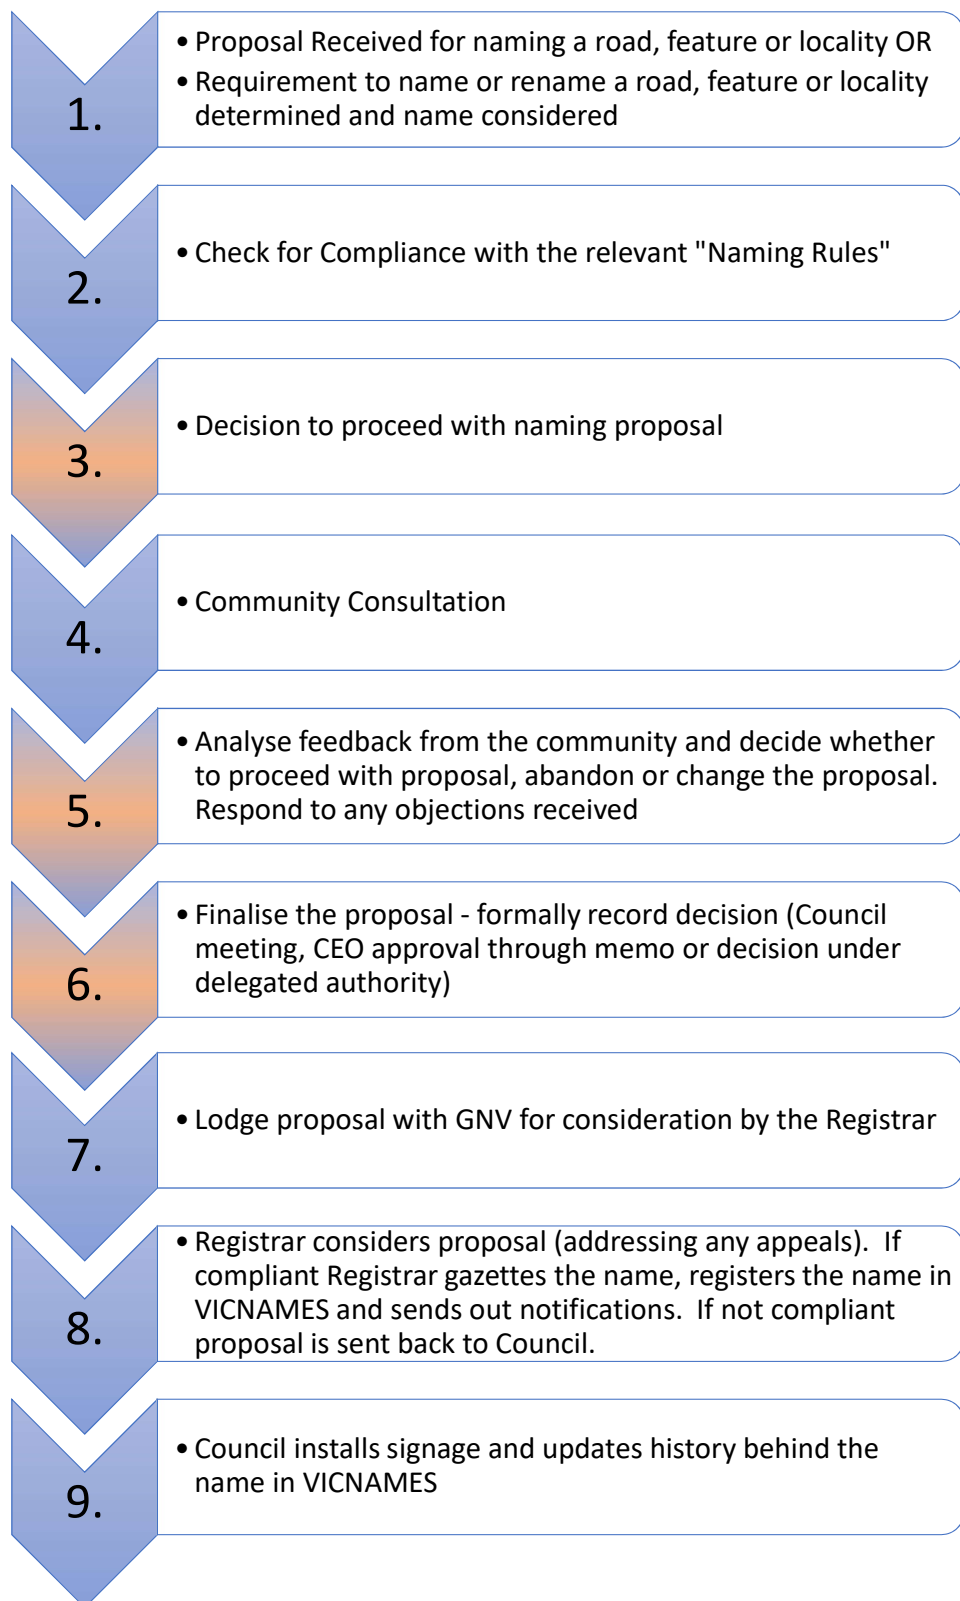 1.
• Proposal Received for naming a road, feature or locality OR
• Requirement to name or rename a road, feature or locality
determined and name considered
2.
• Check for Compliance with the relevant "Naming Rules"
3.
• Decision to proceed with naming proposal
4.
• Community Consultation
5.
• Analyse feedback from the community and decide whether
to proceed with proposal, abandon or change the proposal.
Respond to any objections received
6.
• Finalise the proposal - formally record decision (Council
meeting, CEO approval through memo or decision under
delegated authority)
7.
• Lodge proposal with GNV for consideration by the Registrar
8.
• Registrar considers proposal (addressing any appeals).  If
compliant Registrar gazettes the name, registers the name in
VICNAMES and sends out notifications.  If not compliant
proposal is sent back to Council.
9.
• Council installs signage and updates history behind the
name in VICNAMES